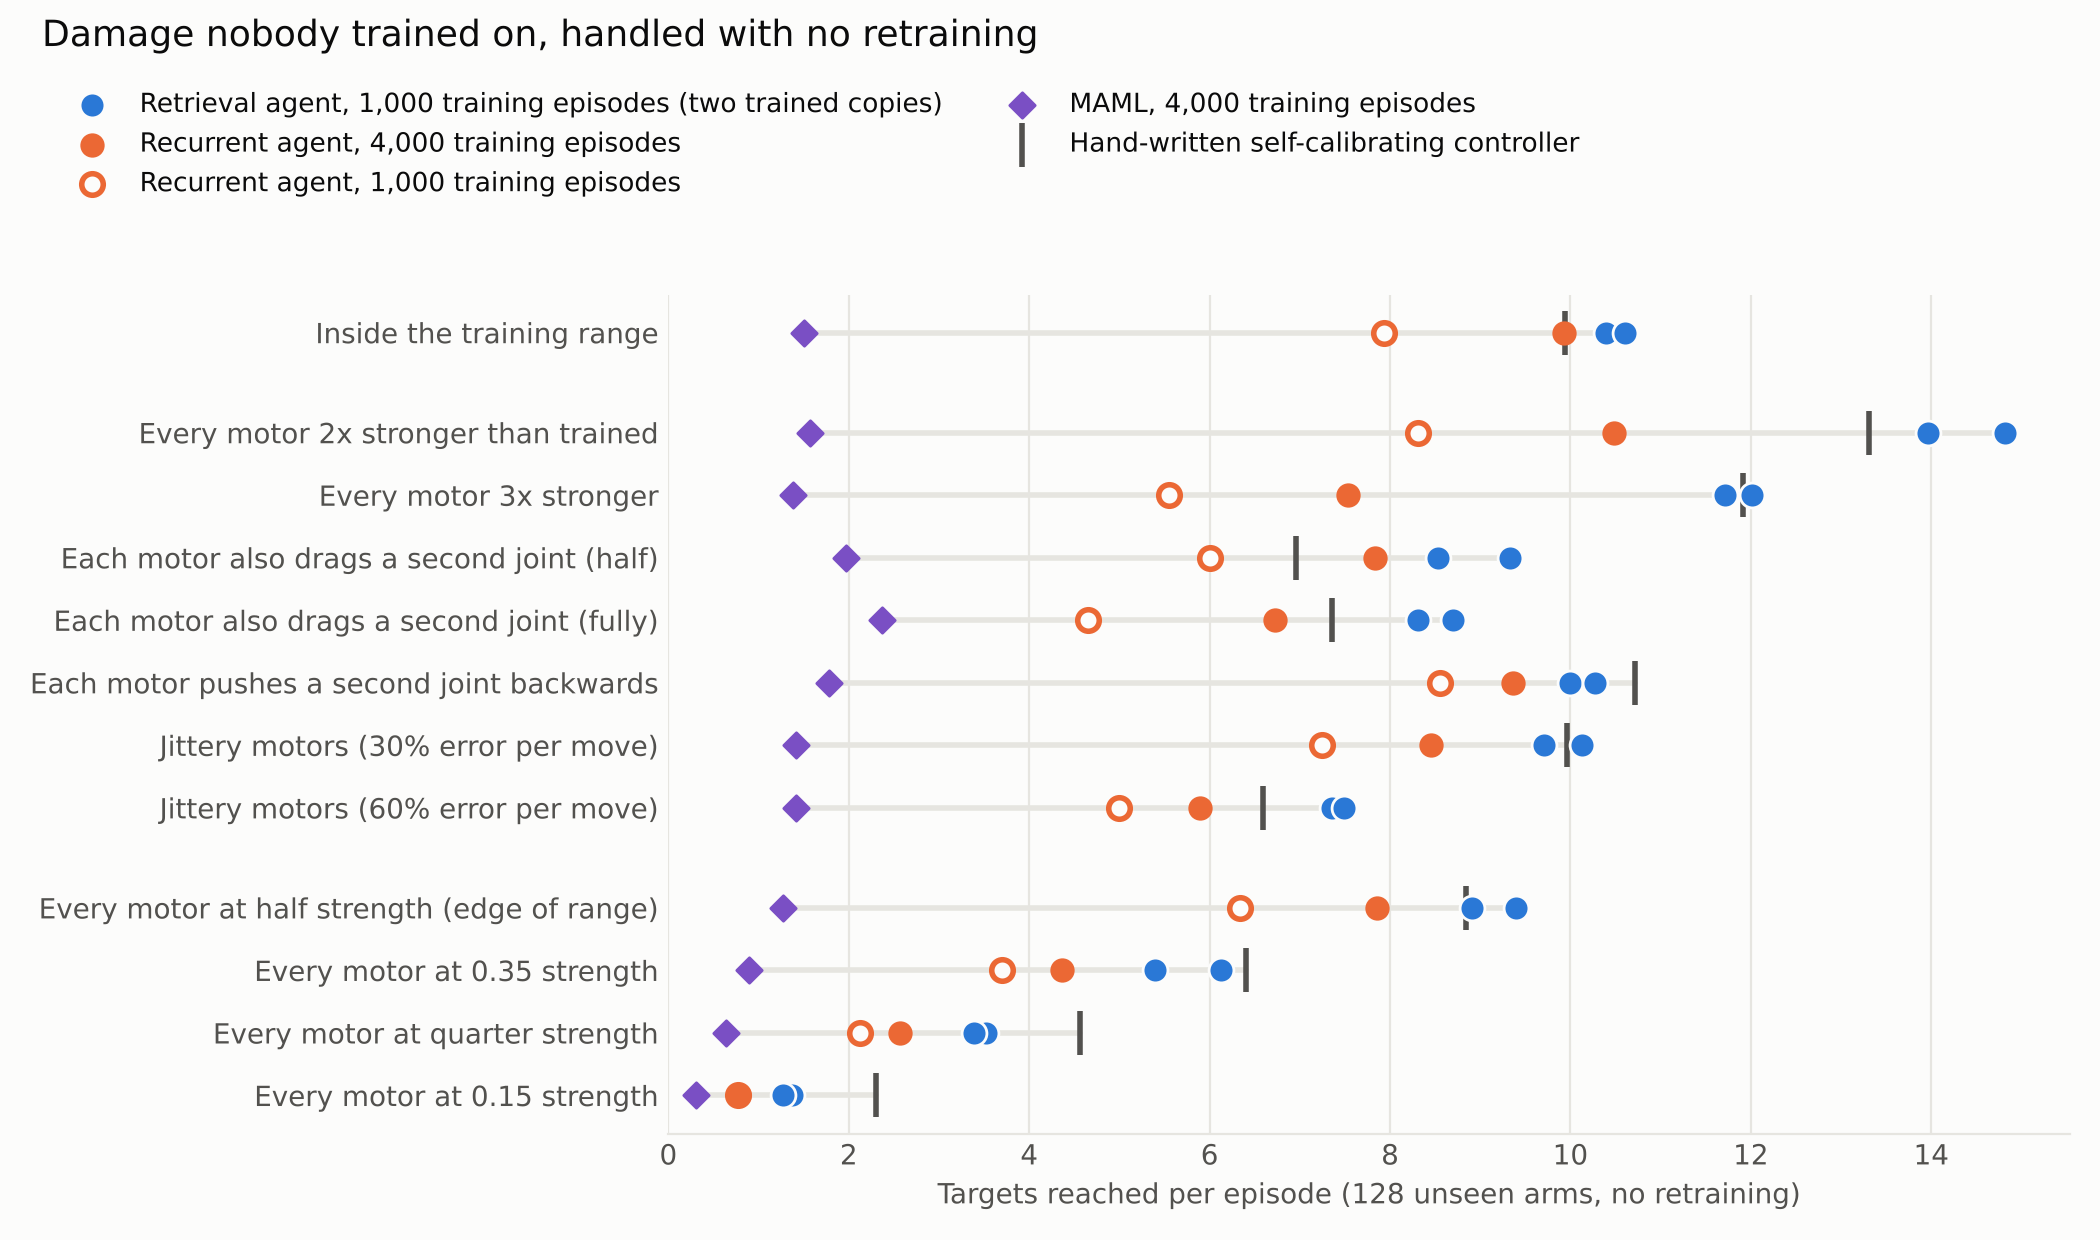 Damage nobody trained on, handled with no retraining
Retrieval agent, 1,000 training episodes (two trained copies)
Recurrent agent, 4,000 training episodes
Recurrent agent, 1,000 training episodes
MAML, 4,000 training episodes
Hand-written self-calibrating controller
Inside the training range
Every motor 2x stronger than trained
Every motor 3x stronger
Each motor also drags a second joint (half)
Each motor also drags a second joint (fully)
Each motor pushes a second joint backwards
Jittery motors (30% error per move)
Jittery motors (60% error per move)
Every motor at half strength (edge of range)
Every motor at 0.35 strength
Every motor at quarter strength
Every motor at 0.15 strength
0 2 4 6 8 10 12 14
Targets reached per episode (128 unseen arms, no retraining)